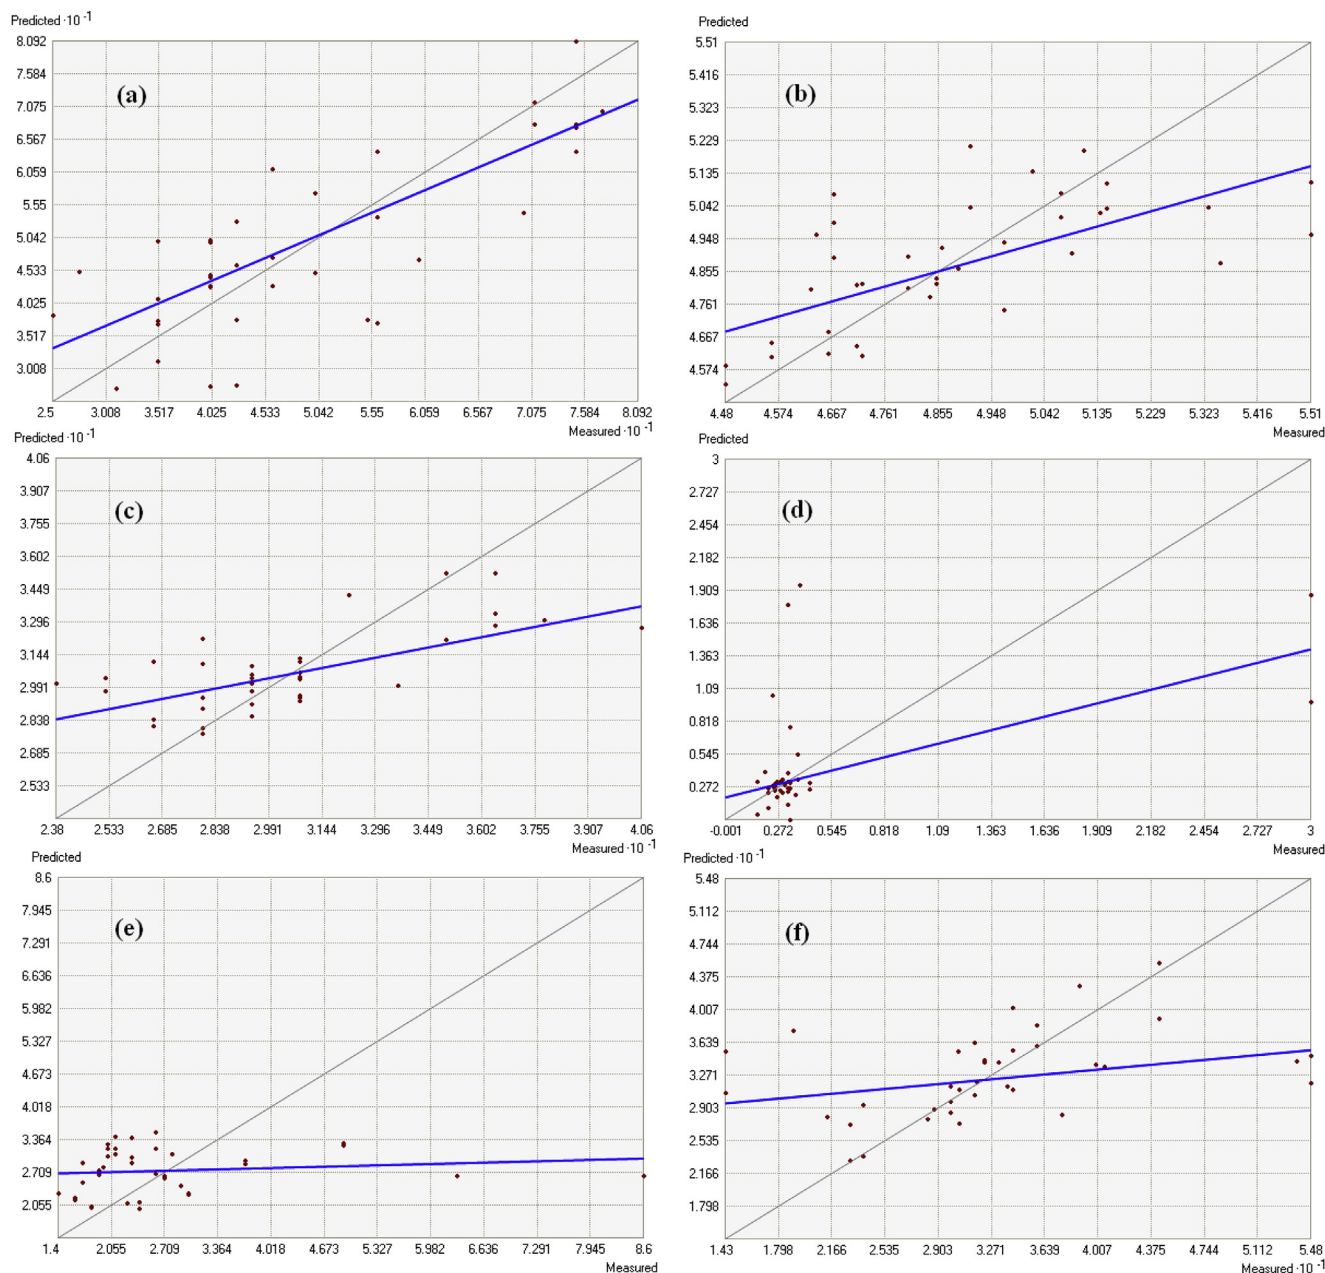 Predicted ·10 -1
8.092
7.584
7.075
6.567
6.059
5.55
5.042
4.533
4.025
3.517
3.008
(a)
2.5 3.008 3.517 4.025 4.533 5.042 5.55 6.059 6.567 7.075 7.584 8.092
Measured ·10 -1
Predicted
5.51
5.416
5.323
5.229
5.135
5.042
4.948
4.855
4.761
4.667
4.574
(b)
4.48 4.574 4.667 4.761 4.855 4.948 5.042 5.135 5.229 5.323 5.416 5.51
Measured
Predicted ·10 -1
4.06
3.907
3.755
3.602
3.449
3.296
3.144
2.991
2.838
2.685
2.533
(c)
2.38 2.533 2.685 2.838 2.991 3.144 3.296 3.449 3.602 3.755 3.907 4.06
Measured ·10 -1
Predicted
3
2.727
2.454
2.182
1.909
1.636
1.363
1.09
0.818
0.545
0.272
(d)
-0.001 0.272 0.545 0.818 1.09 1.363 1.636 1.909 2.182 2.454 2.727 3
Measured
Predicted
8.6
7.945
7.291
6.636
5.982
5.327
4.673
4.018
3.364
2.709
2.055
(e)
1.4 2.055 2.709 3.364 4.018 4.673 5.327 5.982 6.636 7.291 7.945 8.6
Measured
Predicted ·10 -1
5.48
5.112
4.744
4.375
4.007
3.639
3.271
2.903
2.535
2.166
1.798
(f)
1.43 1.798 2.166 2.535 2.903 3.271 3.639 4.007 4.375 4.744 5.112 5.48
Measured ·10 -1